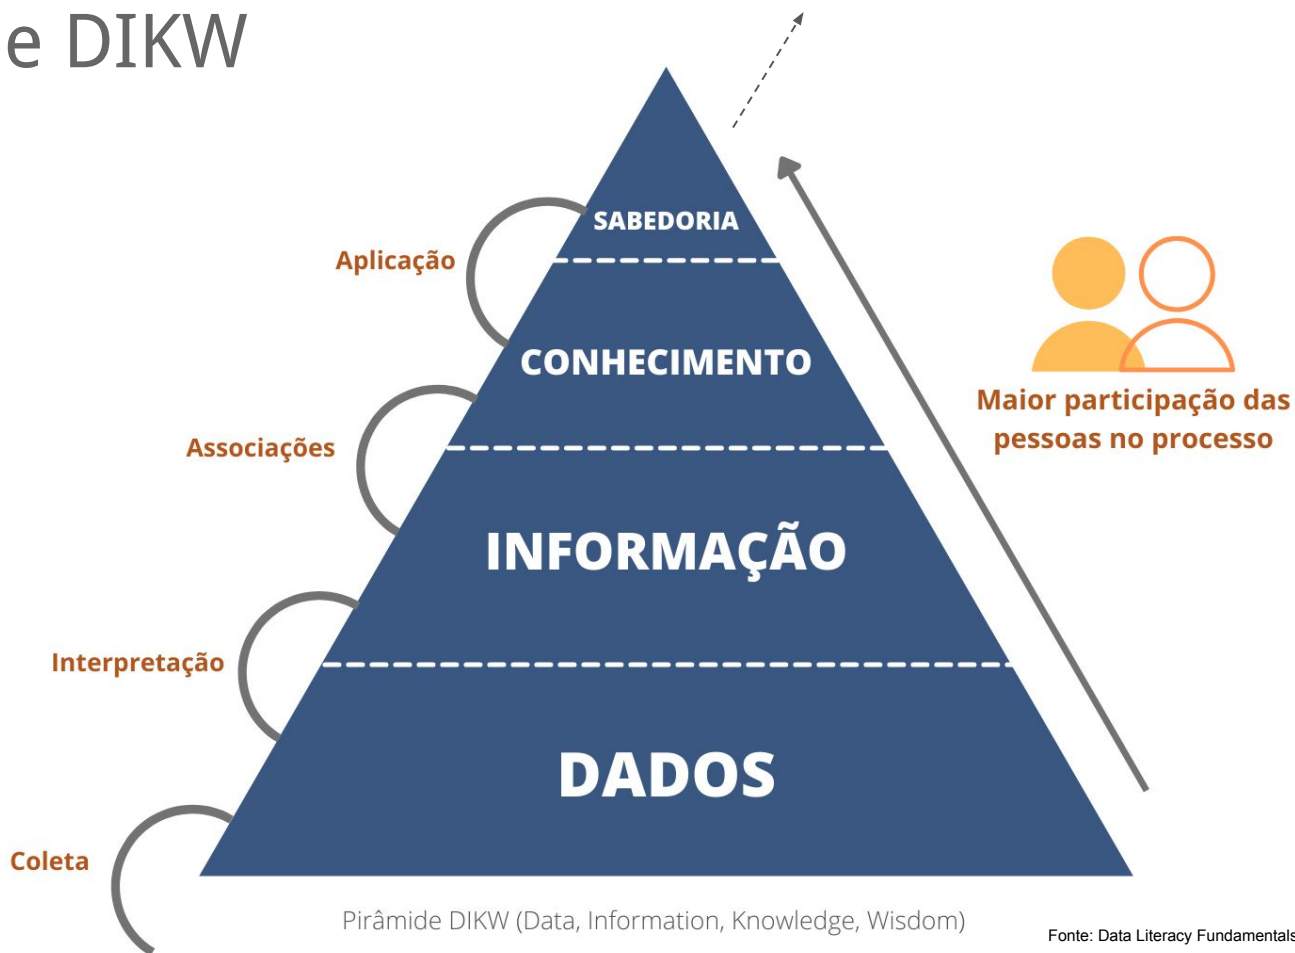 e DIKW
SABEDORIA
Aplicação
CONHECIMENTO
Maior participação das
pessoas no processo
Associações
INFORMAÇÃO
Interpretação
DADOS
Coleta
Pirâmide DIKW (Data, Information, Knowledge, Wisdom)
Fonte: Data Literacy Fundamentals